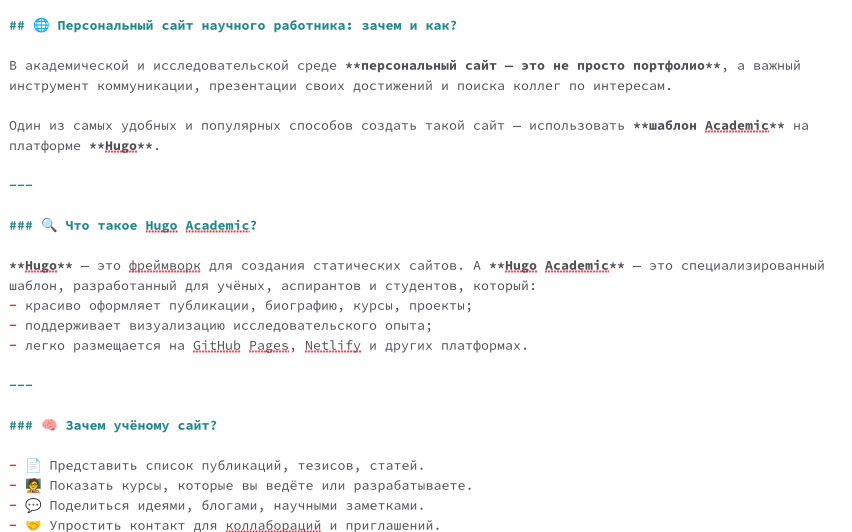 ## 🌐 Персональный сайт научного работника: зачем и как?
В академической и исследовательской среде **персональный сайт — это не просто портфолио**, а важный
инструмент коммуникации, презентации своих достижений и поиска коллег по интересам.
Один из самых удобных и популярных способов создать такой сайт — использовать **шаблон Academic** на
платформе **Hugo**.
---
### 🔍 Что такое Hugo Academic?
**Hugo** — это фреймворк для создания статических сайтов. А **Hugo Academic** — это специализированный
шаблон, разработанный для учёных, аспирантов и студентов, который:
- красиво оформляет публикации, биографию, курсы, проекты;
- поддерживает визуализацию исследовательского опыта;
- легко размещается на GitHub Pages, Netlify и других платформах.
---
### 🧠 Зачем учёному сайт?
- 📄 Представить список публикаций, тезисов, статей.
- 🧑‍🏫 Показать курсы, которые вы ведёте или разрабатываете.
- 💬 Поделиться идеями, блогами, научными заметками.
- 🤝 Упростить контакт для коллабораций и приглашений.